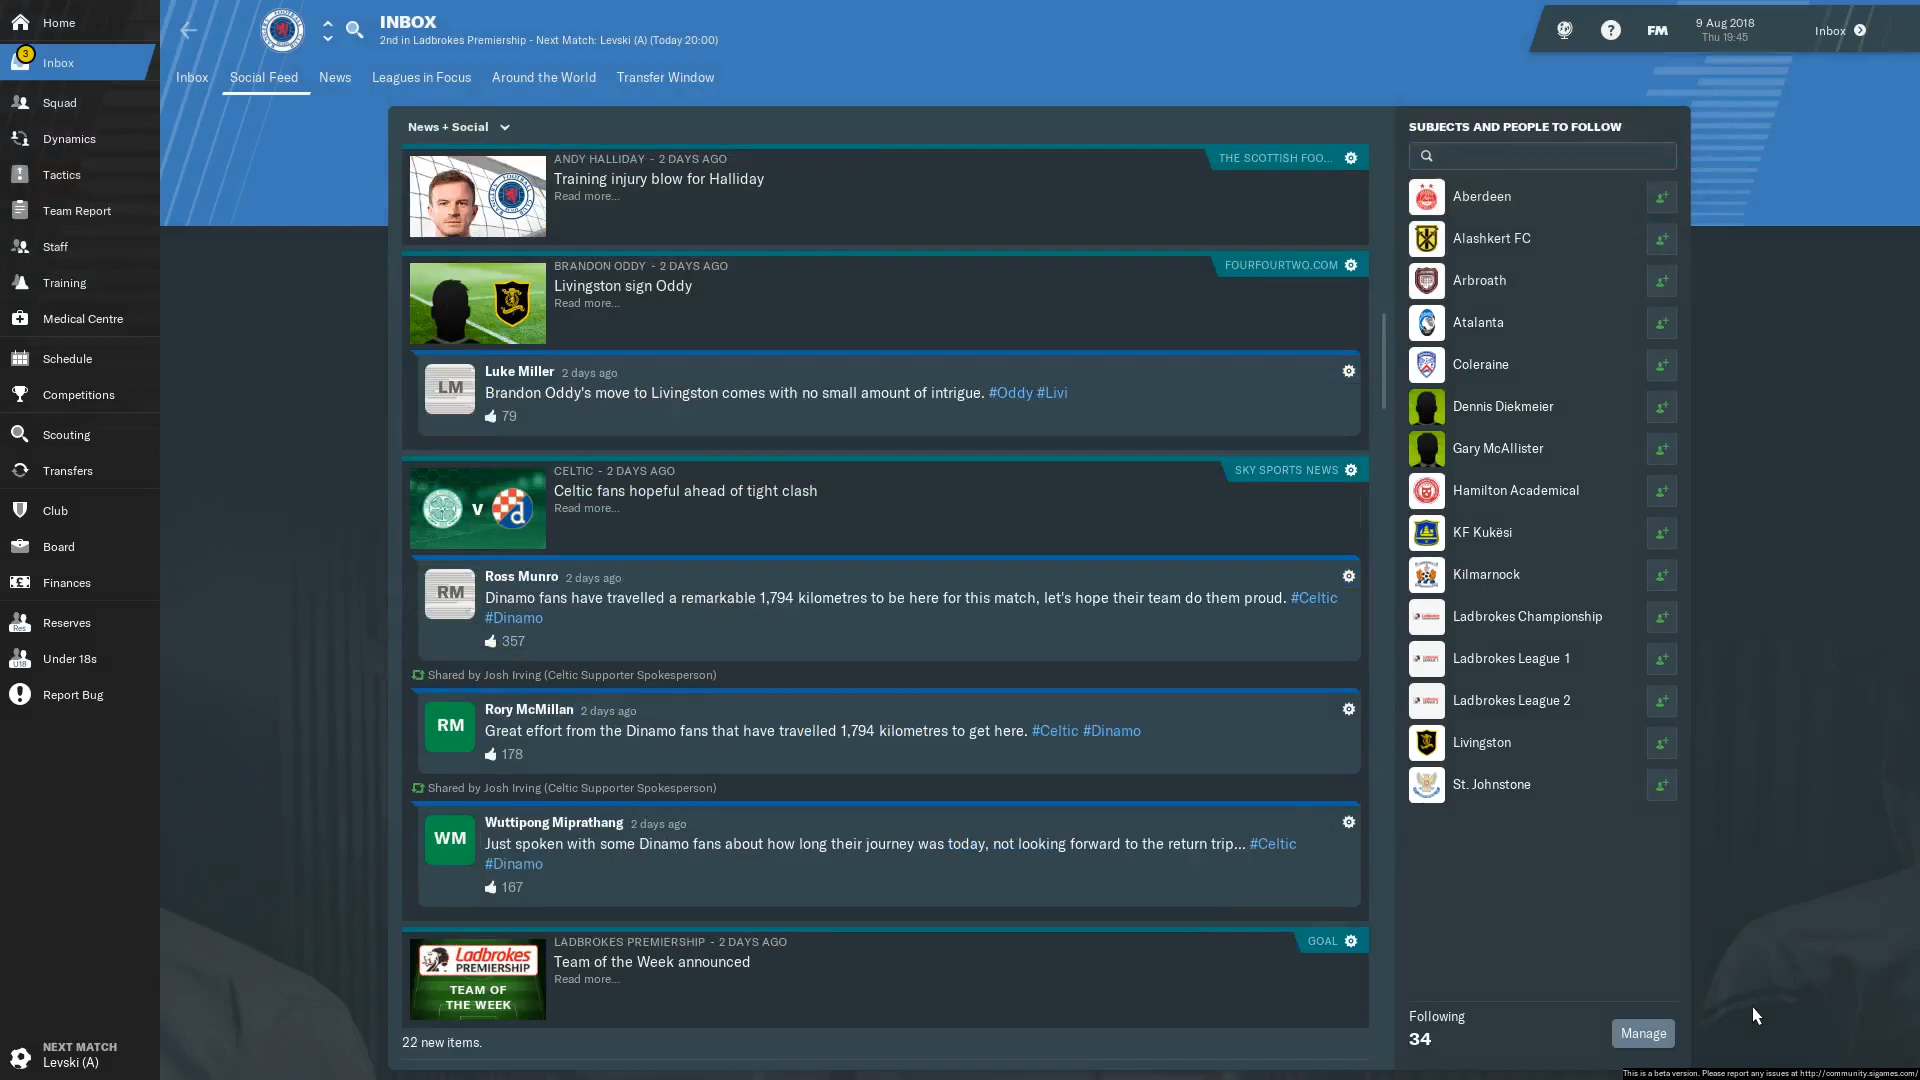 Home
3
Inbox
Squad
Dynamics
Tactics
Team Report
Staff
Training
Medical Centre
Schedule
Competitions
Scouting
Transfers
Club
Board
Finances
Res
Reserves
U18
Under 18s
Report Bug
NEXT MATCH
Levski (A)
INBOX
2nd in Ladbrokes Premiership - Next Match: Levski (A) (Today 20:00)
?
FM
9 Aug 2018
Thu 19:45
Inbox
Inbox
Social Feed
News
Leagues in Focus
Around the World
Transfer Window
News + Social
ANDY HALLIDAY - 2 DAYS AGO
THE SCOTTISH FOO...
Training injury blow for Halliday
Read more...
BRANDON ODDY - 2 DAYS AGO
FOURFOURTWO.COM
Livingston sign Oddy
Read more...
LM
Luke Miller 2 days ago
Brandon Oddy's move to Livingston comes with no small amount of intrigue. #Oddy #Livi
79
CELTIC - 2 DAYS AGO
SKY SPORTS NEWS
Celtic fans hopeful ahead of tight clash
Read more...
V
RM
Ross Munro 2 days ago
Dinamo fans have travelled a remarkable 1,794 kilometres to be here for this match, let's hope their team do them proud. #Celtic
#Dinamo
357
Shared by Josh Irving (Celtic Supporter Spokesperson)
RM
Rory McMillan 2 days ago
Great effort from the Dinamo fans that have travelled 1,794 kilometres to get here. #Celtic #Dinamo
178
Shared by Josh Irving (Celtic Supporter Spokesperson)
WM
Wuttipong Miprathang 2 days ago
Just spoken with some Dinamo fans about how long their journey was today, not looking forward to the return trip... #Celtic
#Dinamo
167
LADBROKES PREMIERSHIP - 2 DAYS AGO
GOAL
Team of the Week announced
Read more...
Ladbrokes
PREMIERSHIP
TEAM OF
THE WEEK
22 new items.
SUBJECTS AND PEOPLE TO FOLLOW
Aberdeen
Alashkert FC
Arbroath
Atalanta
Coleraine
Dennis Diekmeier
Gary McAllister
Hamilton Academical
KF Kukësi
Kilmarnock
Ladbrokes Championship
Ladbrokes League 1
Ladbrokes League 2
Livingston
St. Johnstone
Following
34
Manage
This is a beta version. Please report any issues at http://community.sigames.com/